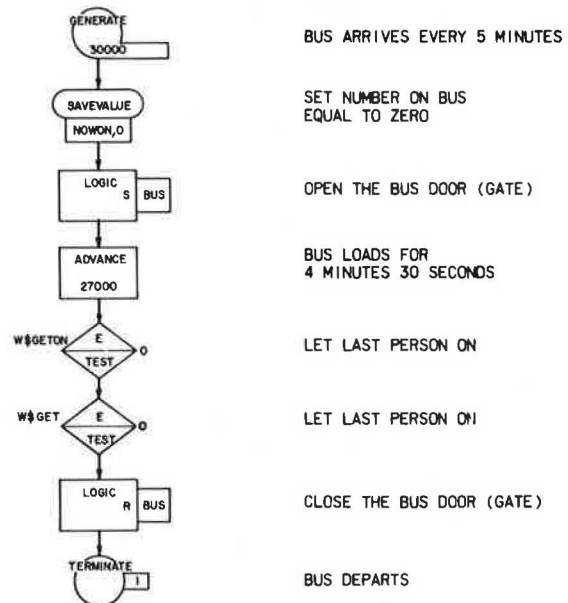 GENERATE
30000
BUS ARRIVES EVERY 5 MINUTES
SAVEVALUE
NOWON,0
SET NUMBER ON BUS
EQUAL TO ZERO
LOGIC
S BUS
OPEN THE BUS DOOR (GATE)
ADVANCE
27000
BUS LOADS FOR
4 MINUTES 30 SECONDS
W$GETON E 0
TEST
LET LAST PERSON ON
W$GET E 0
TEST
LET LAST PERSON ON
LOGIC
R BUS
CLOSE THE BUS DOOR (GATE)
TERMINATE
1
BUS DEPARTS